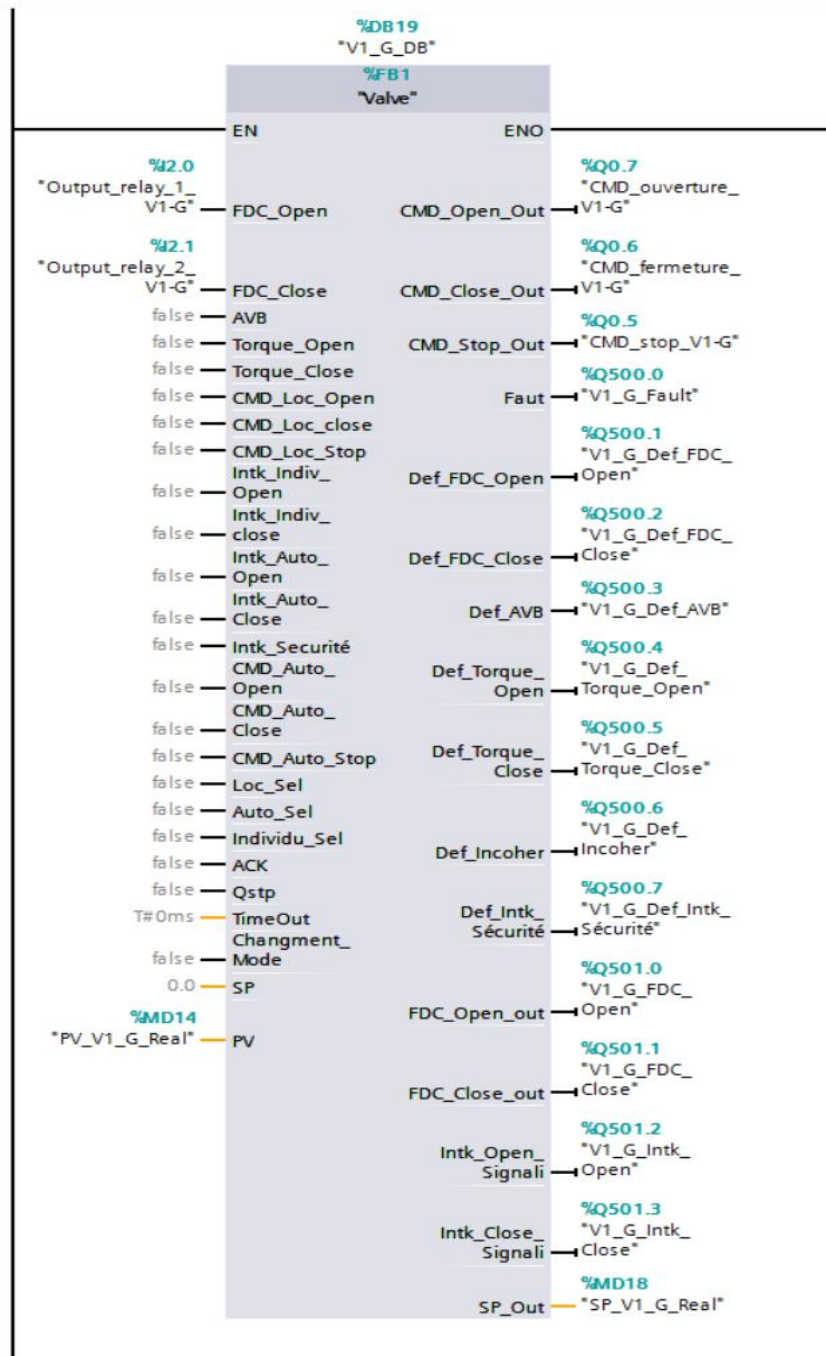 %DB19
"V1_G_DB"
%FB1
"Valve"
EN
ENO
%I2.0
"Output_relay_1_
V1-G"
FDC_Open
%Q0.7
"CMD_ouverture_
V1-G"
CMD_Open_Out
%I2.1
"Output_relay_2_
V1-G"
FDC_Close
%Q0.6
"CMD_fermeture_
V1-G"
CMD_Close_Out
false
AVB
false
Torque_Open
%Q0.5
CMD_Stop_Out
"CMD_stop_V1-G"
false
Torque_Close
false
CMD_Loc_Open
%Q500.0
Faut
"V1_G_Fault"
false
CMD_Loc_close
false
CMD_Loc_Stop
%Q500.1
"V1_G_Def_FDC_
Open"
Def_FDC_Open
Intk_Indiv_
Open
false
Intk_Indiv_
close
false
%Q500.2
"V1_G_Def_FDC_
Close"
Def_FDC_Close
Intk_Auto_
Open
false
Intk_Auto_
Close
false
%Q500.3
Def_AVB
"V1_G_Def_AVB"
false
Intk_Securité
CMD_Auto_
Open
false
%Q500.4
"V1_G_Def_
Torque_Open"
Def_Torque_
Open
CMD_Auto_
Close
false
false
CMD_Auto_Stop
%Q500.5
"V1_G_Def_
Torque_Close"
Def_Torque_
Close
false
Loc_Sel
false
Auto_Sel
false
Individu_Sel
%Q500.6
"V1_G_Def_
Incoher"
Def_Incoher
false
ACK
false
Qstp
%Q500.7
"V1_G_Def_Intk_
Sécurité"
Def_Intk_
Sécurité
T#0ms
TimeOut
Changment_
Mode
false
0.0
SP
%Q501.0
"V1_G_FDC_
Open"
FDC_Open_out
%MD14
"PV_V1_G_Real"
PV
%Q501.1
"V1_G_FDC_
Close"
FDC_Close_out
%Q501.2
"V1_G_Intk_
Open"
Intk_Open_
Signali
%Q501.3
"V1_G_Intk_
Close"
Intk_Close_
Signali
%MD18
SP_Out
"SP_V1_G_Real"